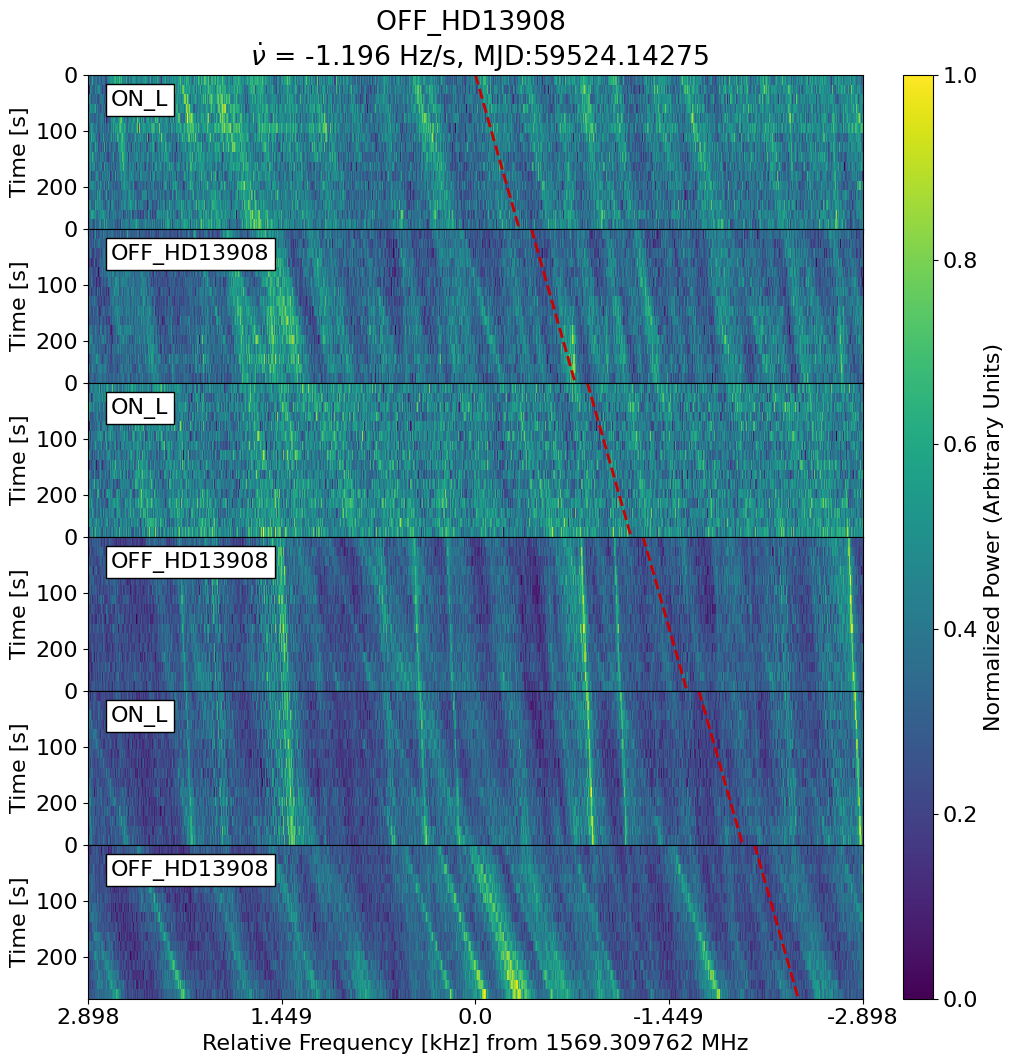 OFF_HD13908
ν̇ = -1.196 Hz/s, MJD:59524.14275
0
100
200
Time [s]
ON_L
0
100
200
Time [s]
OFF_HD13908
0
100
200
Time [s]
ON_L
0
100
200
Time [s]
OFF_HD13908
0
100
200
Time [s]
ON_L
0
100
200
Time [s]
OFF_HD13908
2.898 1.449 0.0 -1.449 -2.898
Relative Frequency [kHz] from 1569.309762 MHz
1.0
0.8
0.6
0.4
0.2
0.0
Normalized Power (Arbitrary Units)